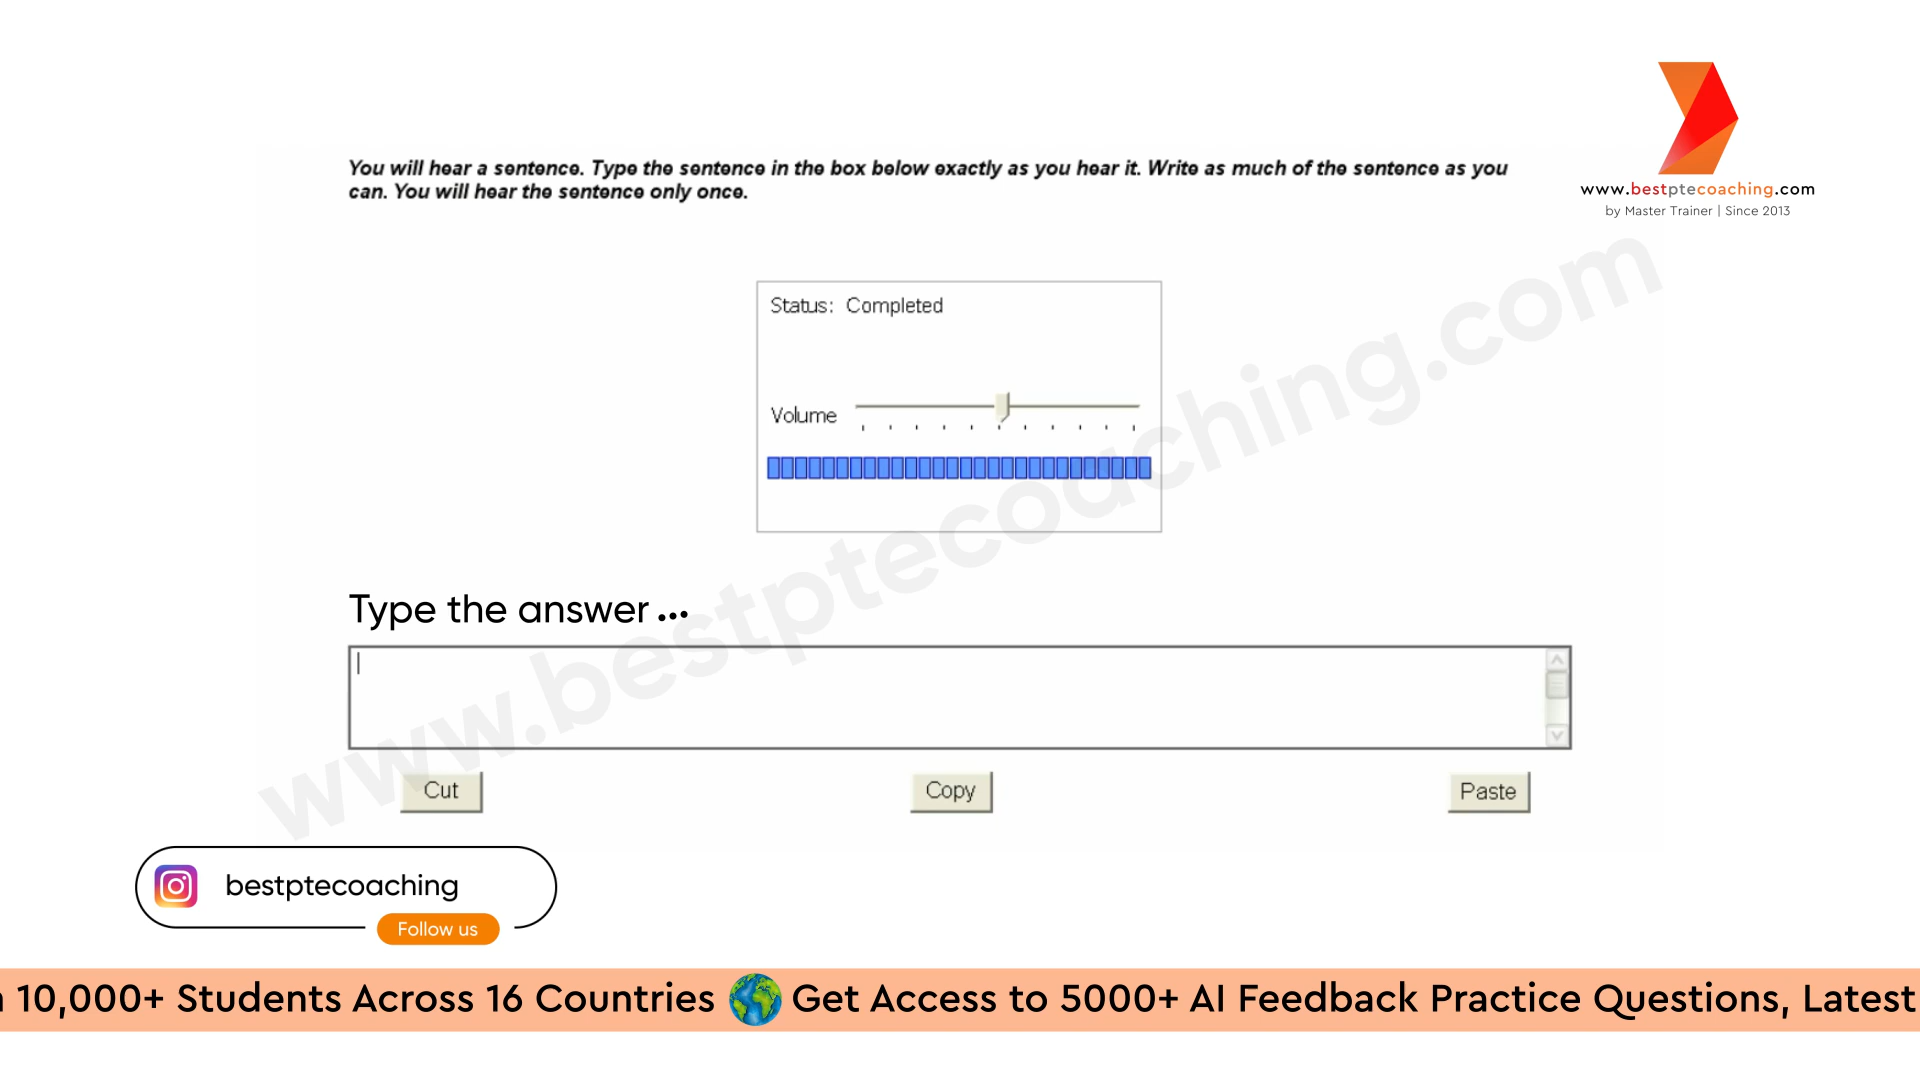 You will hear a sentence. Type the sentence in the box below exactly as you hear it. Write as much of the sentence as you
can. You will hear the sentence only once.
www.bestptecoaching.com
by Master Trainer | Since 2013
Status: Completed
Volume
www.bestptecoaching.com
Type the answer...
Cut
Copy
Paste
bestptecoaching
Follow us
10,000+ Students Across 16 Countries Get Access to 5000+ AI Feedback Practice Questions, Latest